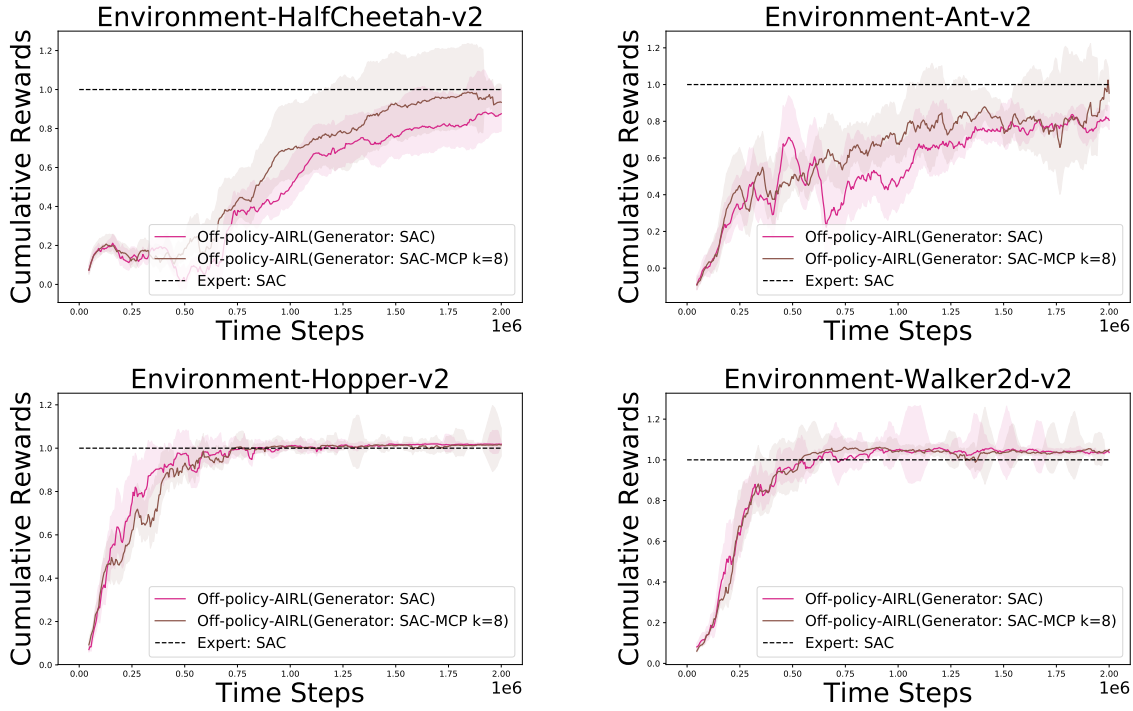 Environment-HalfCheetah-v2
Cumulative Rewards
1.2
1.0
0.8
0.6
0.4
0.2
0.0
Off-policy-AIRL(Generator: SAC)
Off-policy-AIRL(Generator: SAC-MCP k=8)
Expert: SAC
0.00 0.25 0.50 0.75 1.00 1.25 1.50 1.75 2.00
Time Steps
1e6
Environment-Ant-v2
Cumulative Rewards
1.2
1.0
0.8
0.6
0.4
0.2
0.0
Off-policy-AIRL(Generator: SAC)
Off-policy-AIRL(Generator: SAC-MCP k=8)
Expert: SAC
0.00 0.25 0.50 0.75 1.00 1.25 1.50 1.75 2.00
Time Steps
1e6
Environment-Hopper-v2
Cumulative Rewards
1.2
1.0
0.8
0.6
0.4
0.2
0.0
Off-policy-AIRL(Generator: SAC)
Off-policy-AIRL(Generator: SAC-MCP k=8)
Expert: SAC
0.00 0.25 0.50 0.75 1.00 1.25 1.50 1.75 2.00
Time Steps
1e6
Environment-Walker2d-v2
Cumulative Rewards
1.2
1.0
0.8
0.6
0.4
0.2
0.0
Off-policy-AIRL(Generator: SAC)
Off-policy-AIRL(Generator: SAC-MCP k=8)
Expert: SAC
0.00 0.25 0.50 0.75 1.00 1.25 1.50 1.75 2.00
Time Steps
1e6